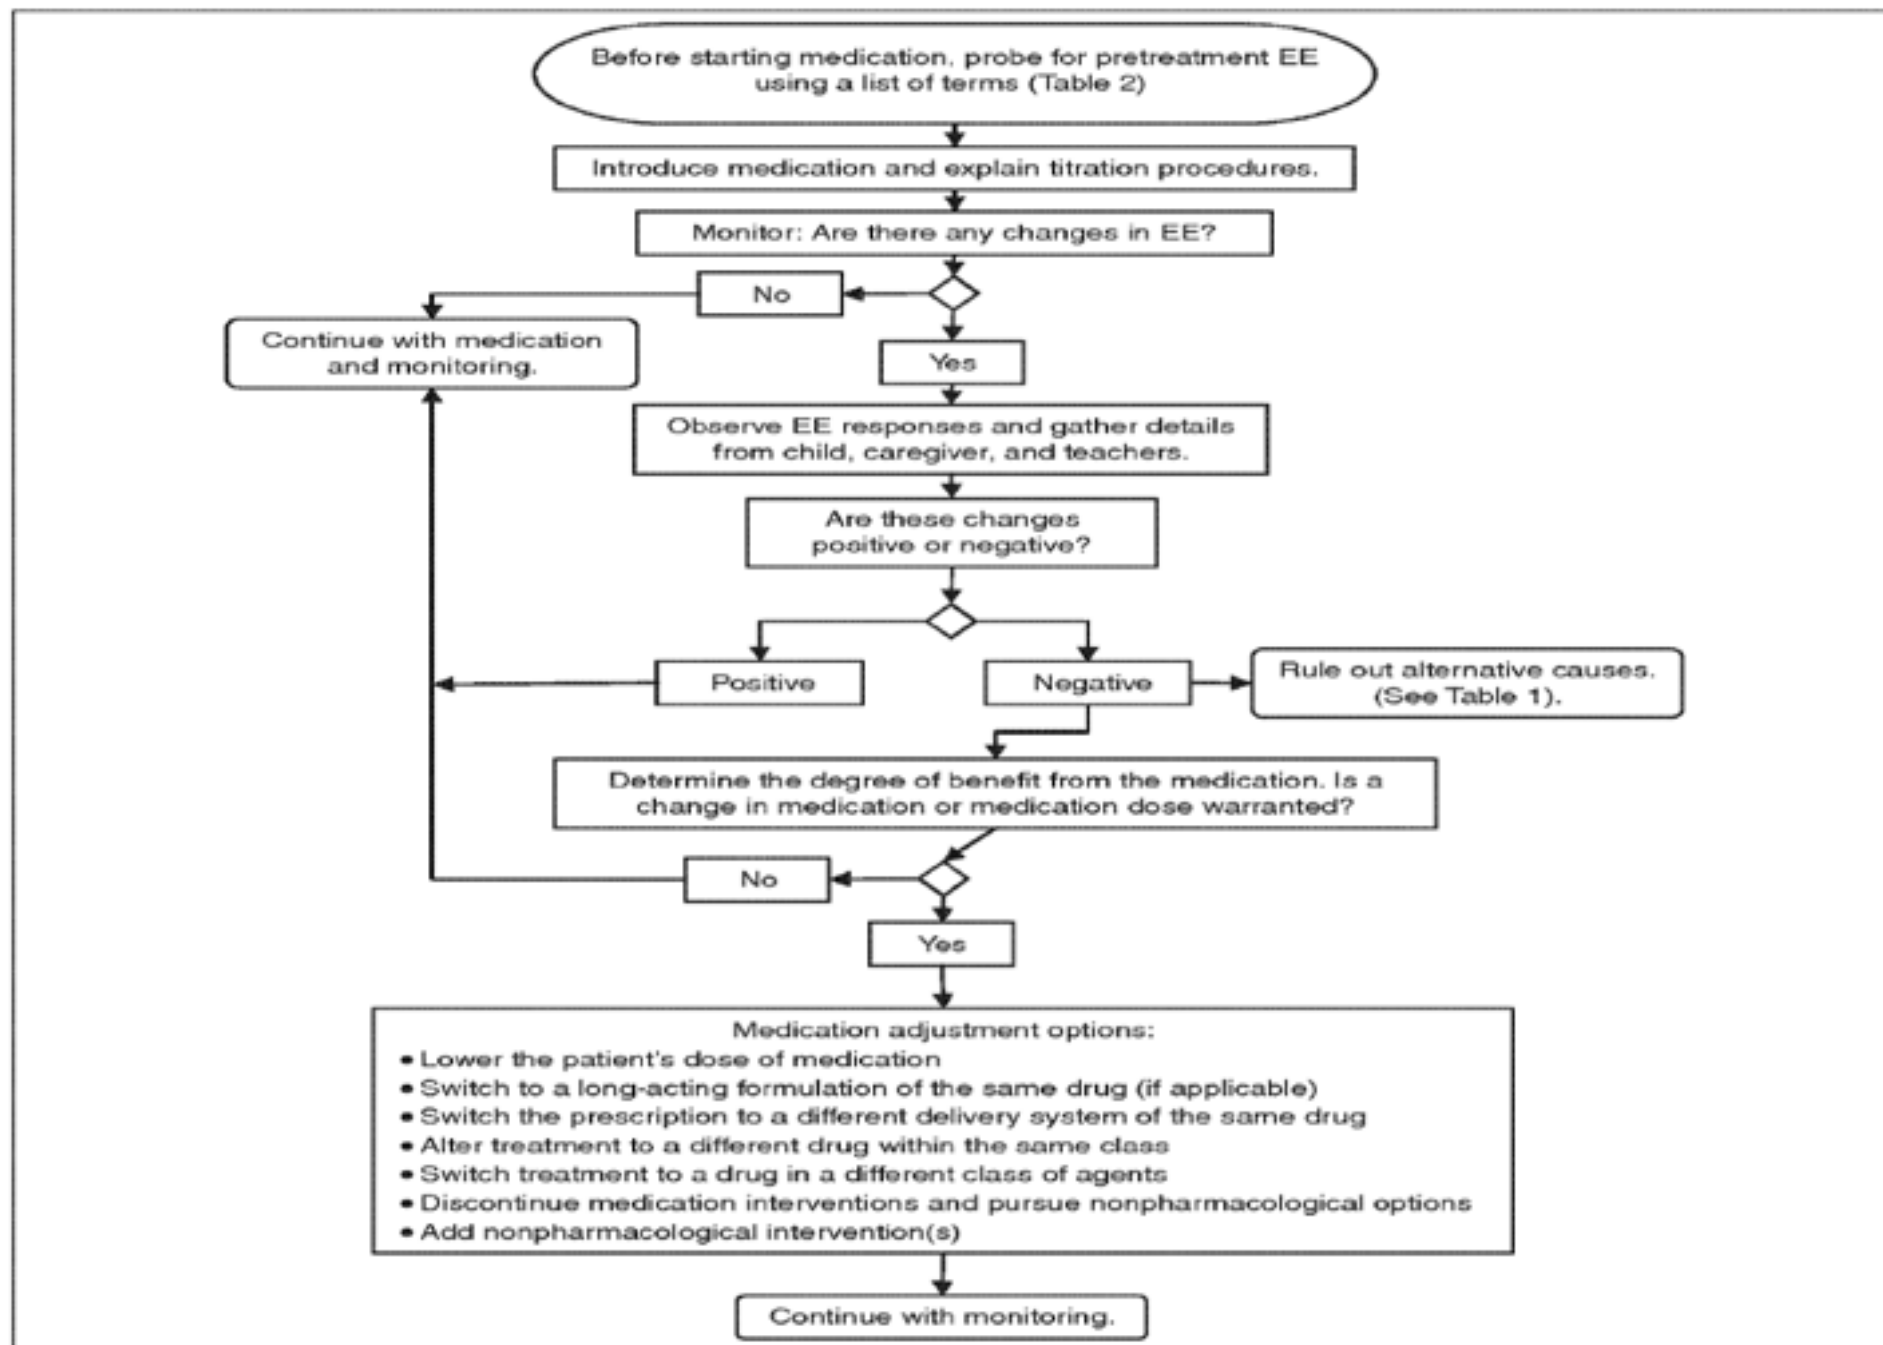 Before starting medication, probe for pretreatment EE
using a list of terms (Table 2)
Introduce medication and explain titration procedures.
Monitor: Are there any changes in EE?
No
Continue with medication
and monitoring.
Yes
Observe EE responses and gather details
from child, caregiver, and teachers.
Are these changes
positive or negative?
Positive
Negative
Rule out alternative causes.
(See Table 1).
Determine the degree of benefit from the medication. Is a
change in medication or medication dose warranted?
No
Yes
Medication adjustment options:
• Lower the patient's dose of medication
• Switch to a long-acting formulation of the same drug (if applicable)
• Switch the prescription to a different delivery system of the same drug
• Alter treatment to a different drug within the same class
• Switch treatment to a drug in a different class of agents
• Discontinue medication interventions and pursue nonpharmacological options
• Add nonpharmacological intervention(s)
Continue with monitoring.